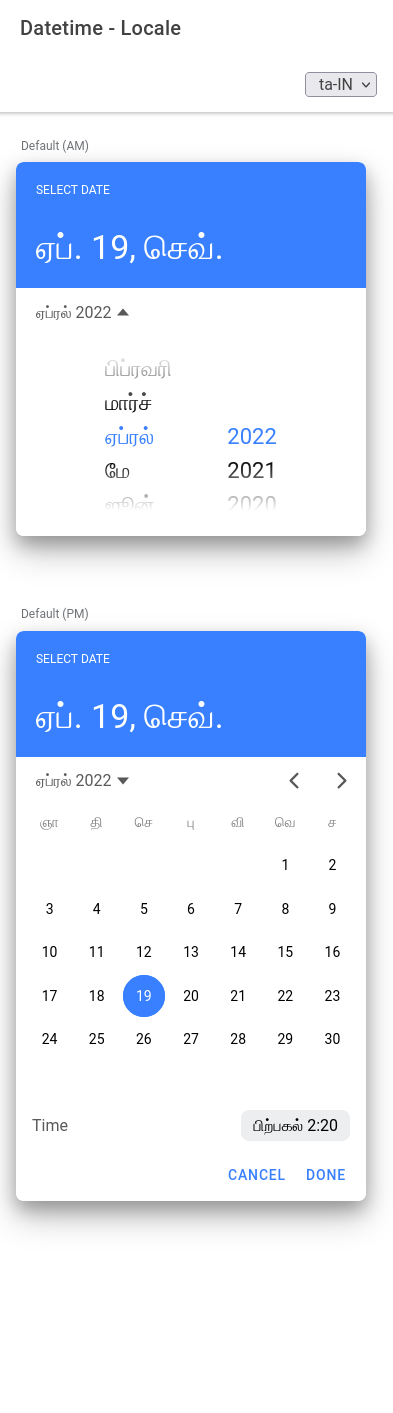 Datetime - Locale
ta-IN
Default (AM)
SELECT DATE
ஏப். 19, செவ்.
ஏப்ரல் 2022
பிப்ரவரி
மார்ச்
ஏப்ரல் 2022
மே 2021
ஜூன் 2020
Default (PM)
SELECT DATE
ஏப். 19, செவ்.
ஏப்ரல் 2022
ஞா தி செ பு வி வெ ச
1 2
3 4 5 6 7 8 9
10 11 12 13 14 15 16
17 18 19 20 21 22 23
24 25 26 27 28 29 30
Time பிற்பகல் 2:20
CANCEL DONE